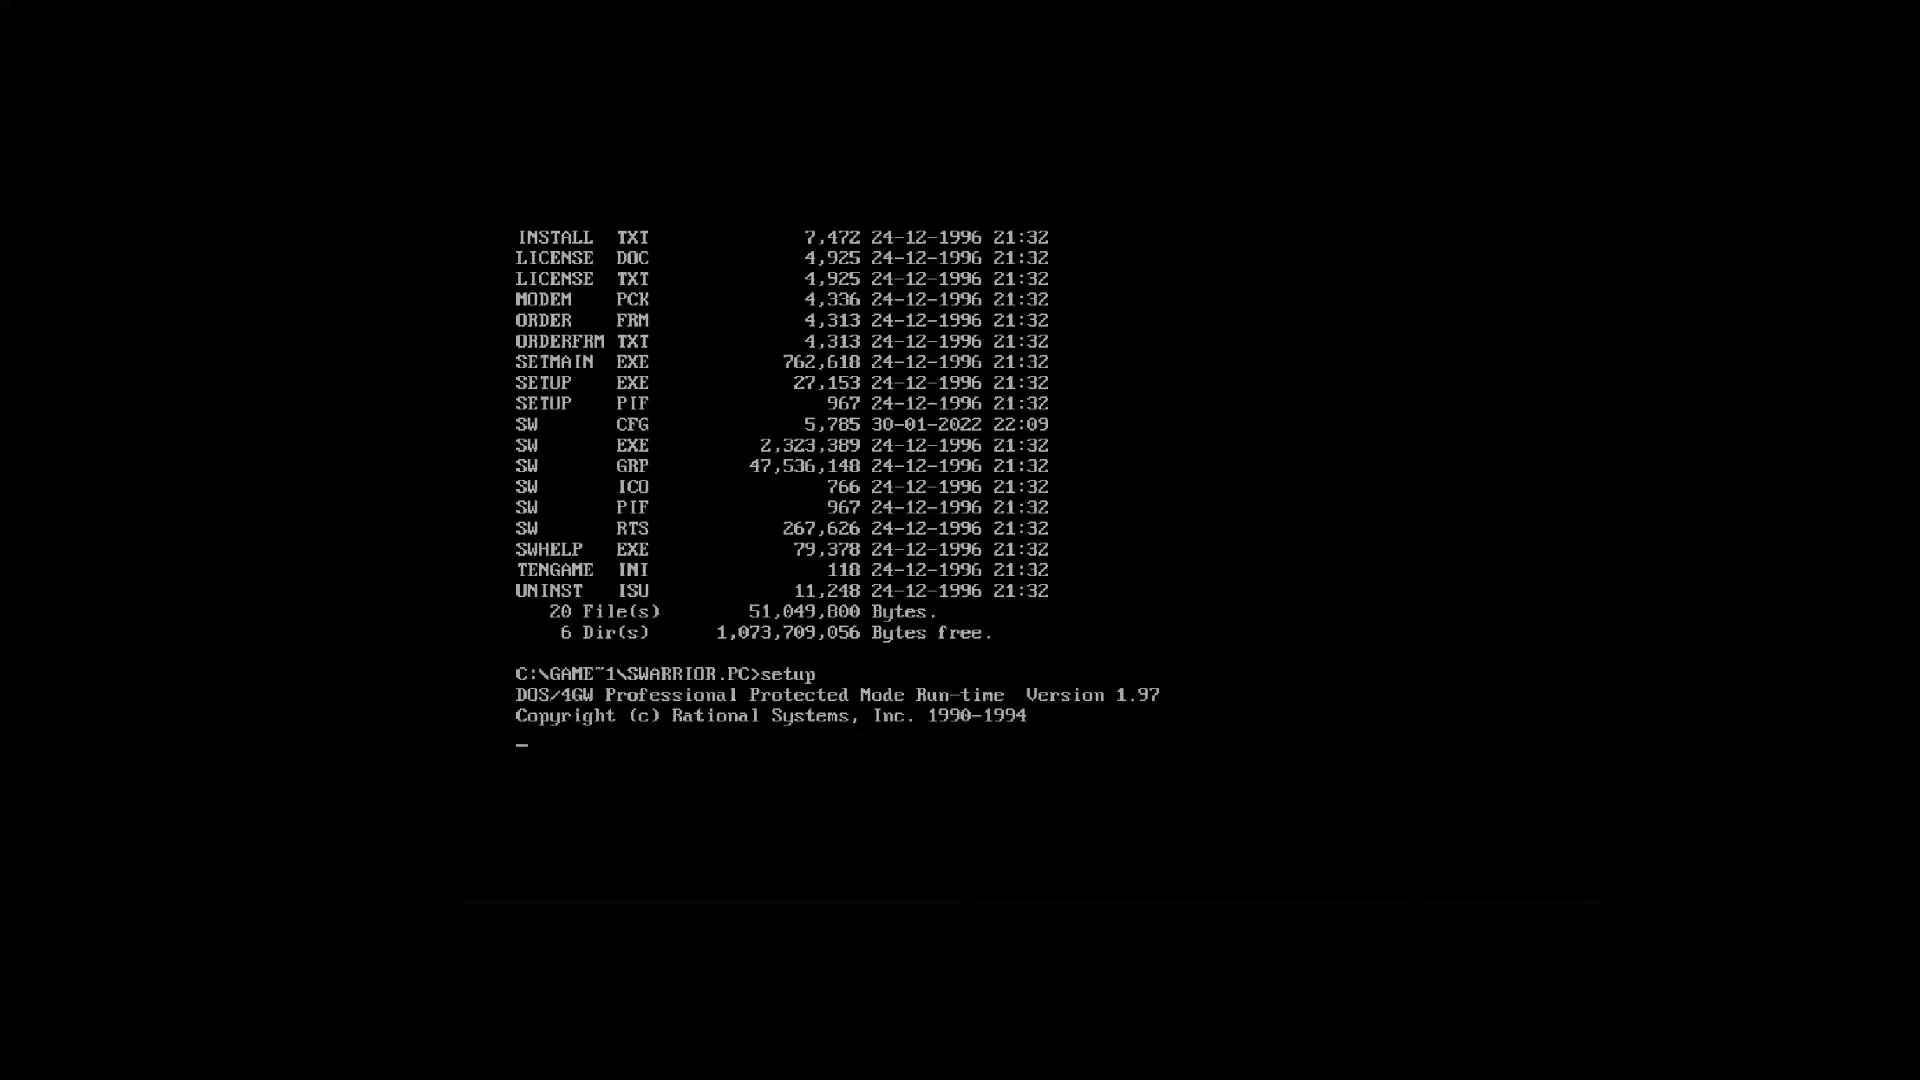 INSTALL  TXT              7,472 24-12-1996 21:32
LICENSE  DOC              4,925 24-12-1996 21:32
LICENSE  TXT              4,925 24-12-1996 21:32
MODEM    PCK              4,336 24-12-1996 21:32
ORDER    FRM              4,313 24-12-1996 21:32
ORDERFRM TXT              4,313 24-12-1996 21:32
SETMAIN  EXE            762,618 24-12-1996 21:32
SETUP    EXE             27,153 24-12-1996 21:32
SETUP    PIF                967 24-12-1996 21:32
SW       CFG              5,785 30-01-2022 22:09
SW       EXE          2,323,389 24-12-1996 21:32
SW       GRP         47,536,148 24-12-1996 21:32
SW       ICO                766 24-12-1996 21:32
SW       PIF                967 24-12-1996 21:32
SW       RTS            267,626 24-12-1996 21:32
SWHELP   EXE             79,378 24-12-1996 21:32
TENGAME  INI                118 24-12-1996 21:32
UNINST   ISU             11,248 24-12-1996 21:32
   20 File(s)        51,049,800 Bytes.
    6 Dir(s)      1,073,709,056 Bytes free.
C:\GAME~1\SWARRIOR.PC>setup
DOS/4GW Professional Protected Mode Run-time  Version 1.97
Copyright (c) Rational Systems, Inc. 1990-1994
_